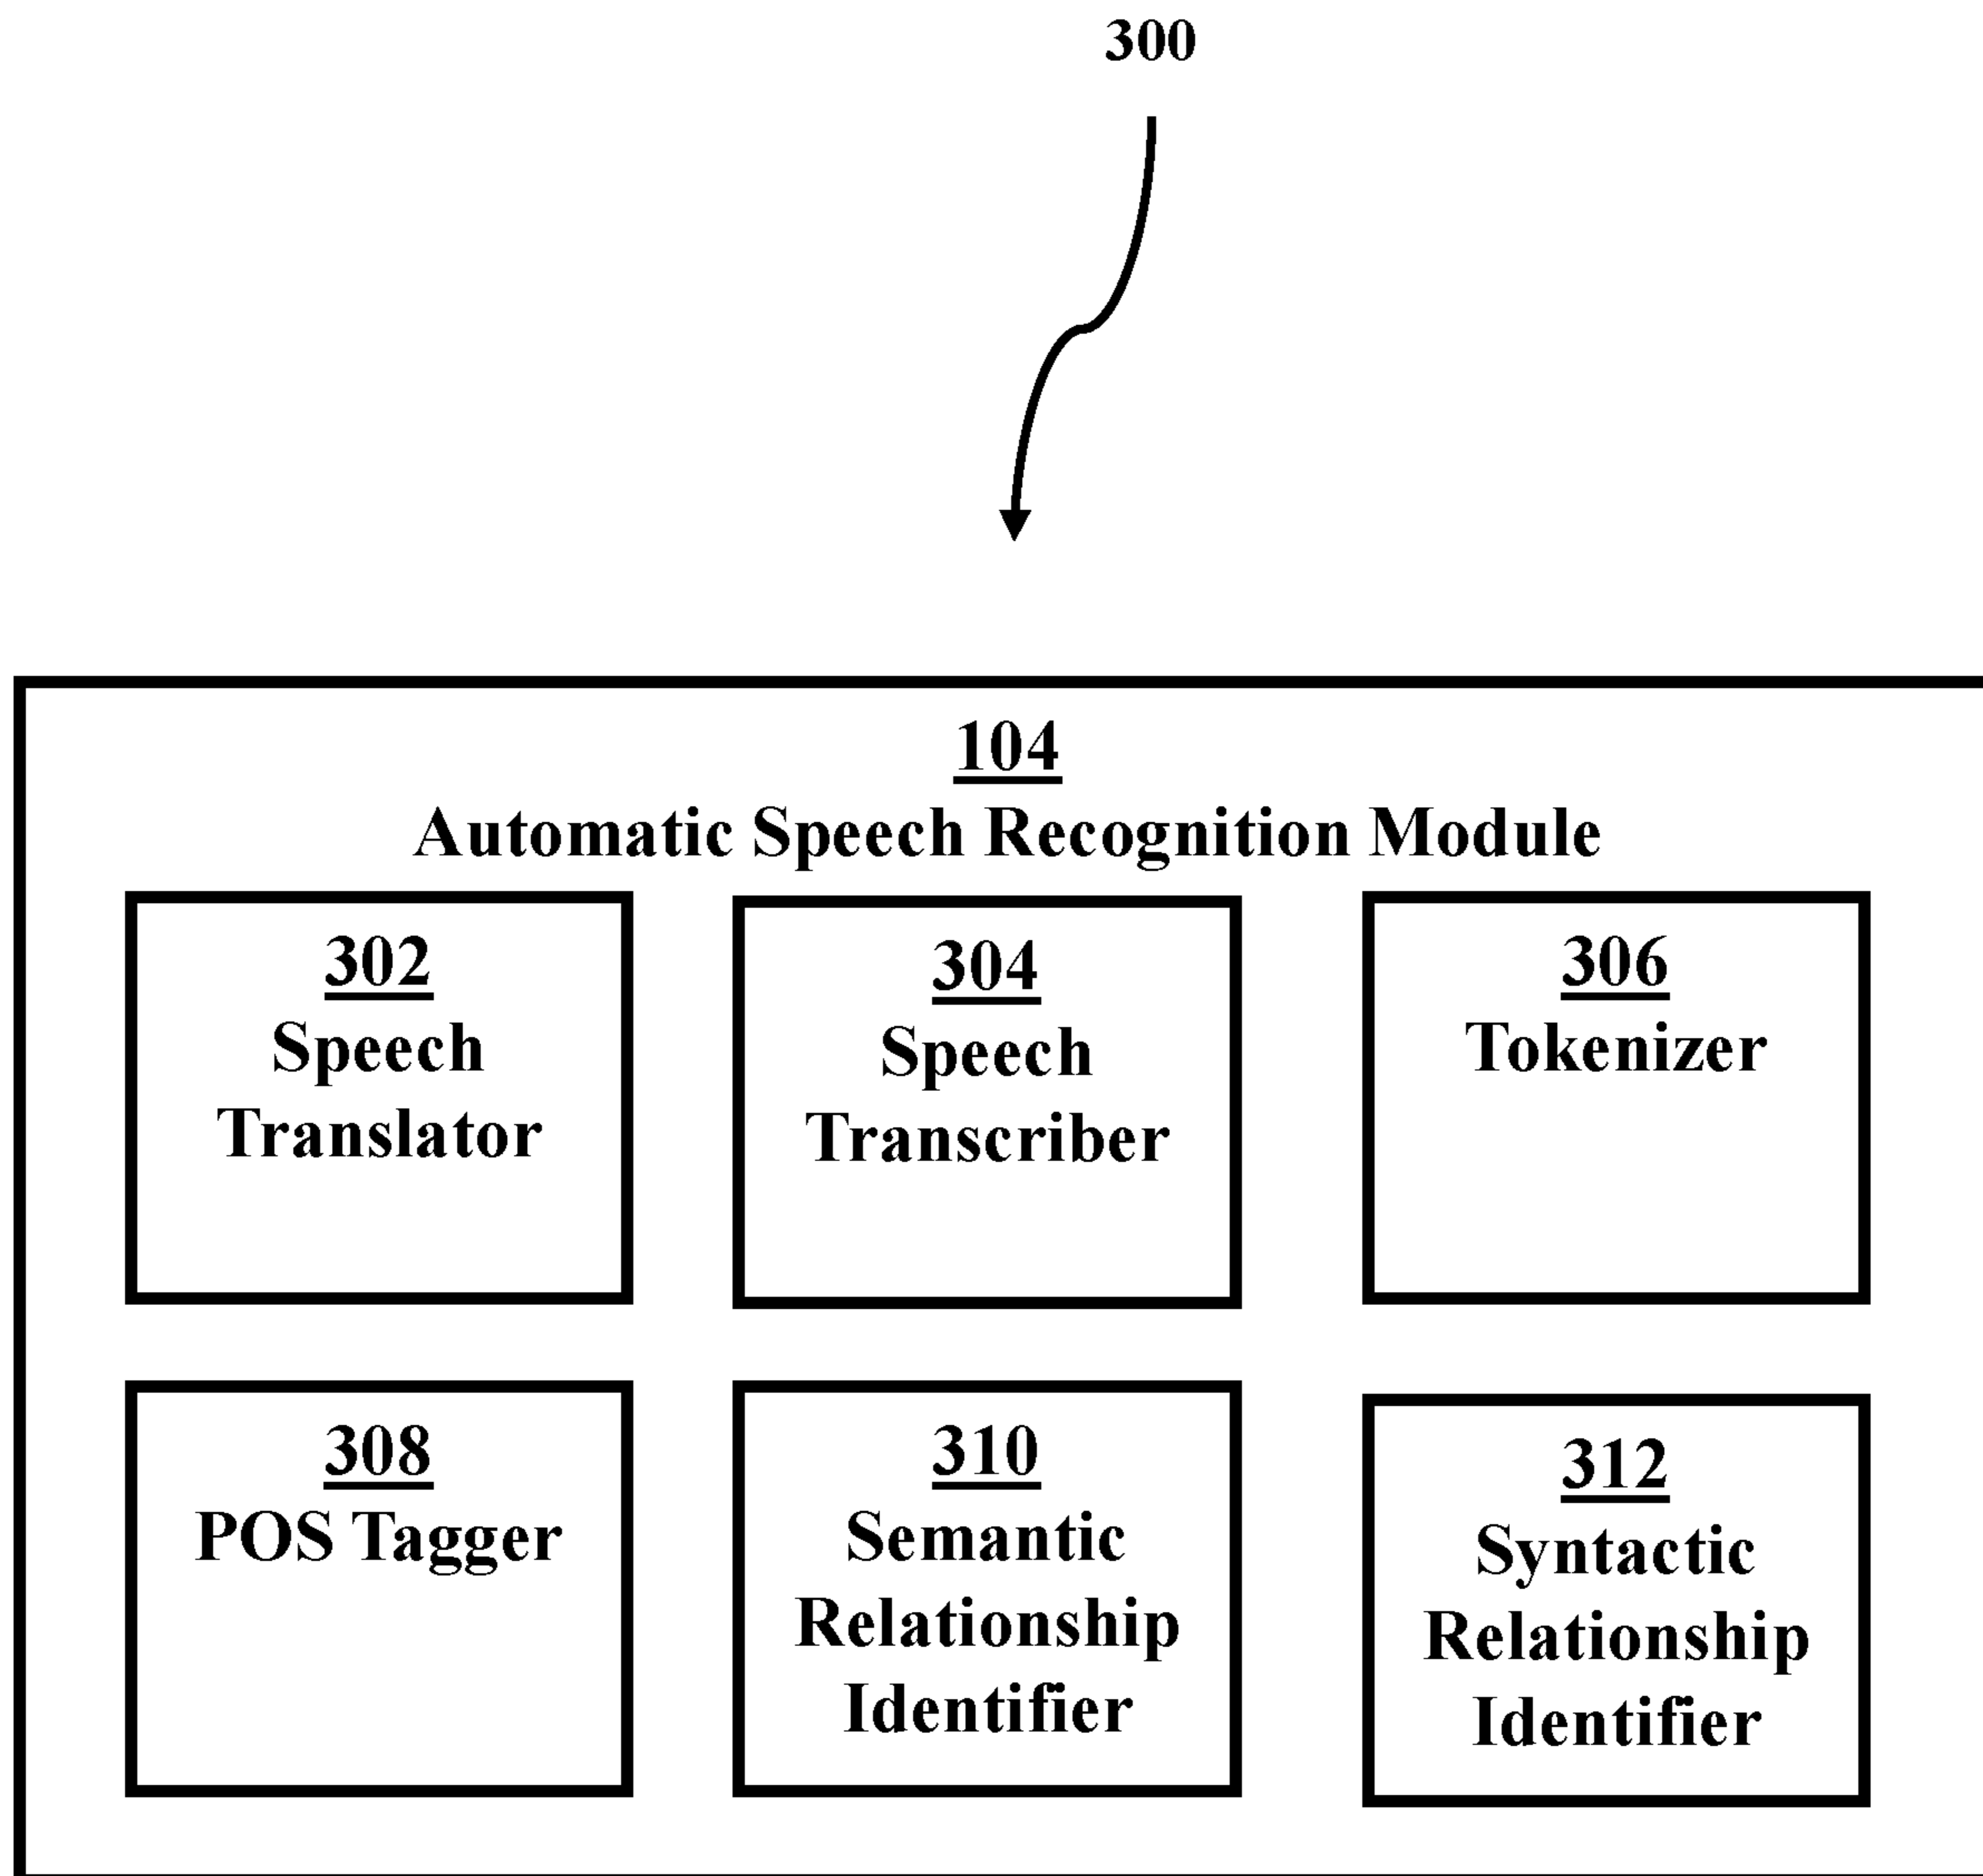 300
104
Automatic Speech Recognition Module
302
Speech
Translator
304
Speech
Transcriber
306
Tokenizer
308
POS Tagger
310
Semantic
Relationship
Identifier
312
Syntactic
Relationship
Identifier